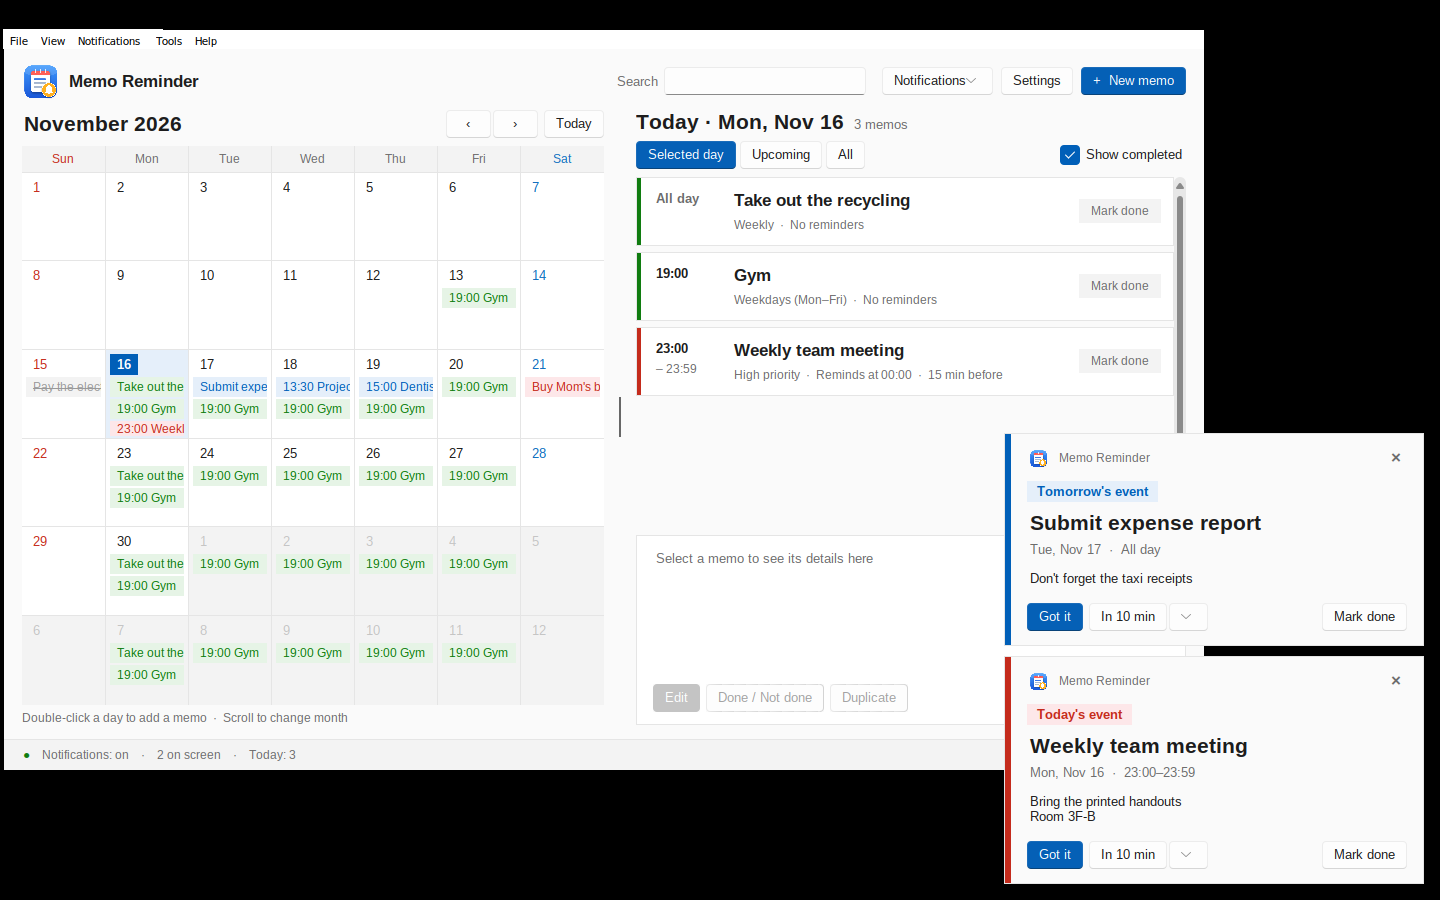 File View Notifications Tools Help
Memo Reminder
Search
Notifications
Settings
+ New memo
November 2026
‹ › Today
Sun Mon Tue Wed Thu Fri Sat
1 2 3 4 5 6 7
8 9 10 11 12 13 14
19:00 Gym
15 16 17 18 19 20 21
Pay the elec Take out the Submit expe 13:30 Projec 15:00 Dentis 19:00 Gym Buy Mom's b
19:00 Gym 19:00 Gym 19:00 Gym 19:00 Gym
23:00 Weekl
22 23 24 25 26 27 28
Take out the 19:00 Gym 19:00 Gym 19:00 Gym 19:00 Gym
19:00 Gym
29 30 1 2 3 4 5
Take out the 19:00 Gym 19:00 Gym 19:00 Gym 19:00 Gym
19:00 Gym
6 7 8 9 10 11 12
Take out the 19:00 Gym 19:00 Gym 19:00 Gym 19:00 Gym
19:00 Gym
Double-click a day to add a memo · Scroll to change month
Today · Mon, Nov 16 3 memos
Selected day Upcoming All
Show completed
All day Take out the recycling
Weekly · No reminders
Mark done
19:00 Gym
Weekdays (Mon–Fri) · No reminders
Mark done
23:00 Weekly team meeting
– 23:59 High priority · Reminds at 00:00 · 15 min before
Mark done
Select a memo to see its details here
Edit Done / Not done Duplicate
● Notifications: on · 2 on screen · Today: 3
Memo Reminder ✕
Tomorrow's event
Submit expense report
Tue, Nov 17 · All day
Don't forget the taxi receipts
Got it In 10 min Mark done
Memo Reminder ✕
Today's event
Weekly team meeting
Mon, Nov 16 · 23:00–23:59
Bring the printed handouts
Room 3F-B
Got it In 10 min Mark done